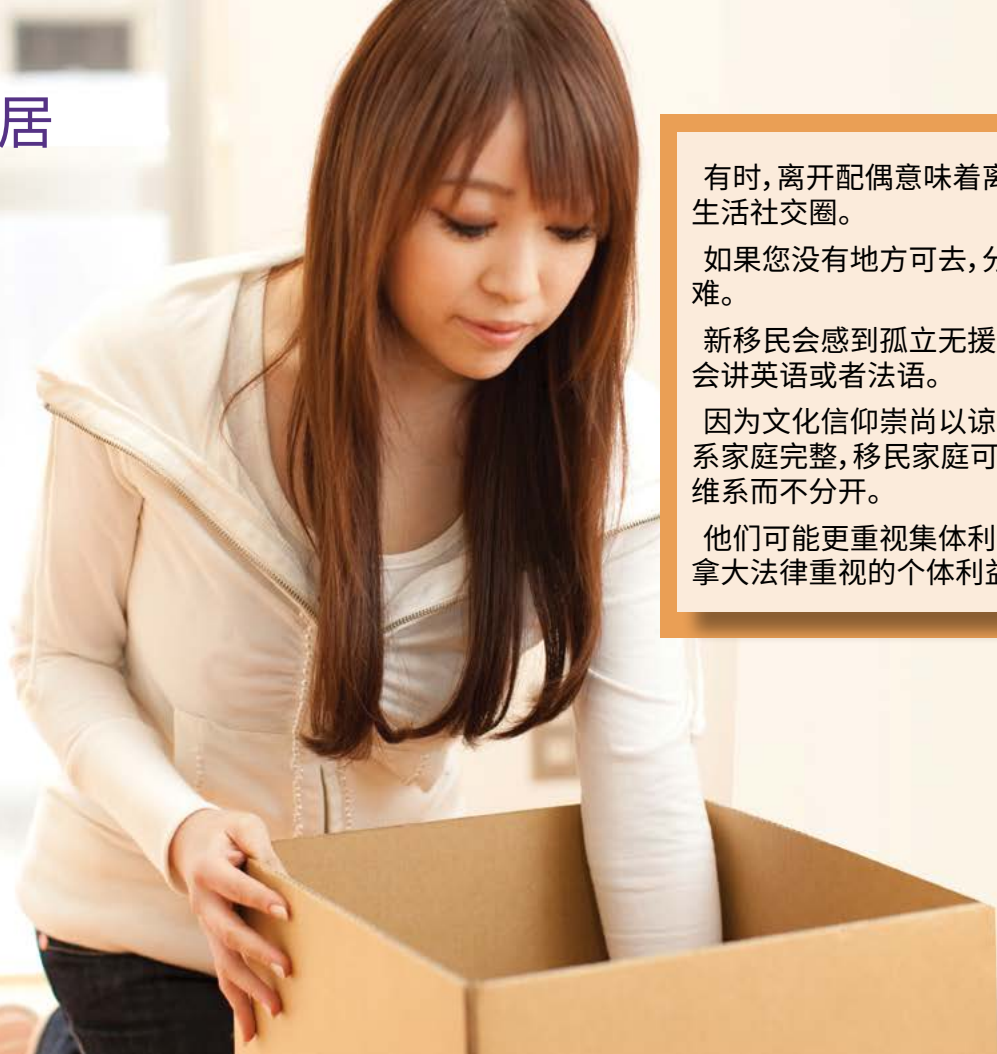 居
有时，离开配偶意味着离
生活社交圈。
如果您没有地方可去，分
难。
新移民会感到孤立无援
会讲英语或者法语。
因为文化信仰崇尚以谅
系家庭完整，移民家庭可
维系而不分开。
他们可能更重视集体利
拿大法律重视的个体利益